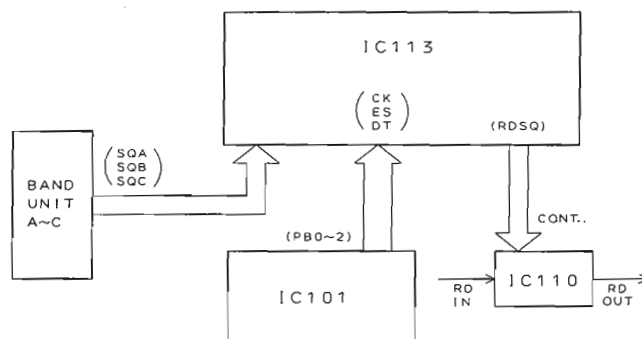 IC113
CK
ES
DT
(RDSQ)
SQA
SQB
SQC
BAND
UNIT
A~C
CONT..
(PB0~2)
IC101
IC110
RD
IN
RD
OUT